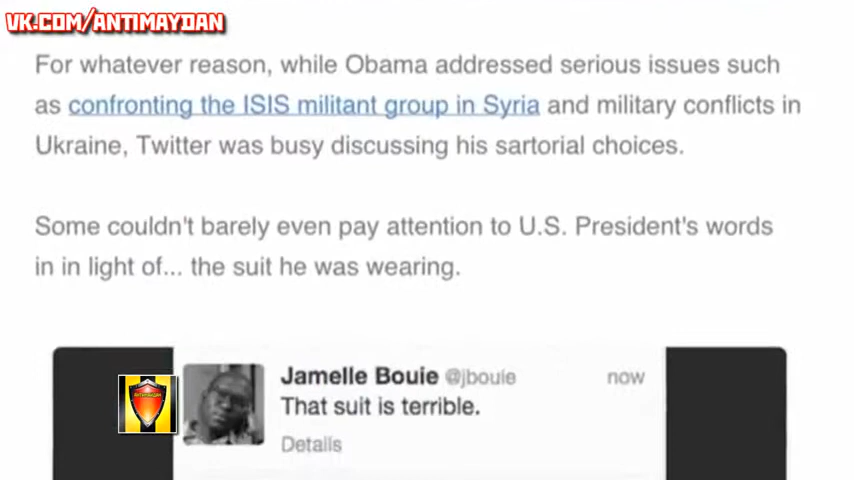 VK.COM/ANTIMAYDAN
For whatever reason, while Obama addressed serious issues such
as confronting the ISIS militant group in Syria and military conflicts in
Ukraine, Twitter was busy discussing his sartorial choices.
Some couldn't barely even pay attention to U.S. President's words
in in light of... the suit he was wearing.
Jamelle Bouie @jbouie now
That suit is terrible.
ANTIMAYDAN
Details